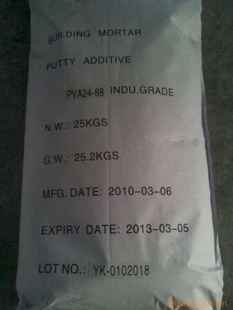 BUILDING MORTAR
PUTTY ADDITIVE
PVA24-88 INDU.GRADE
N.W.: 25KGS
G.W.: 25.2KGS
MFG. DATE: 2010-03-06
EXPIRY DATE: 2013-03-05
LOT NO.: YK-0102018